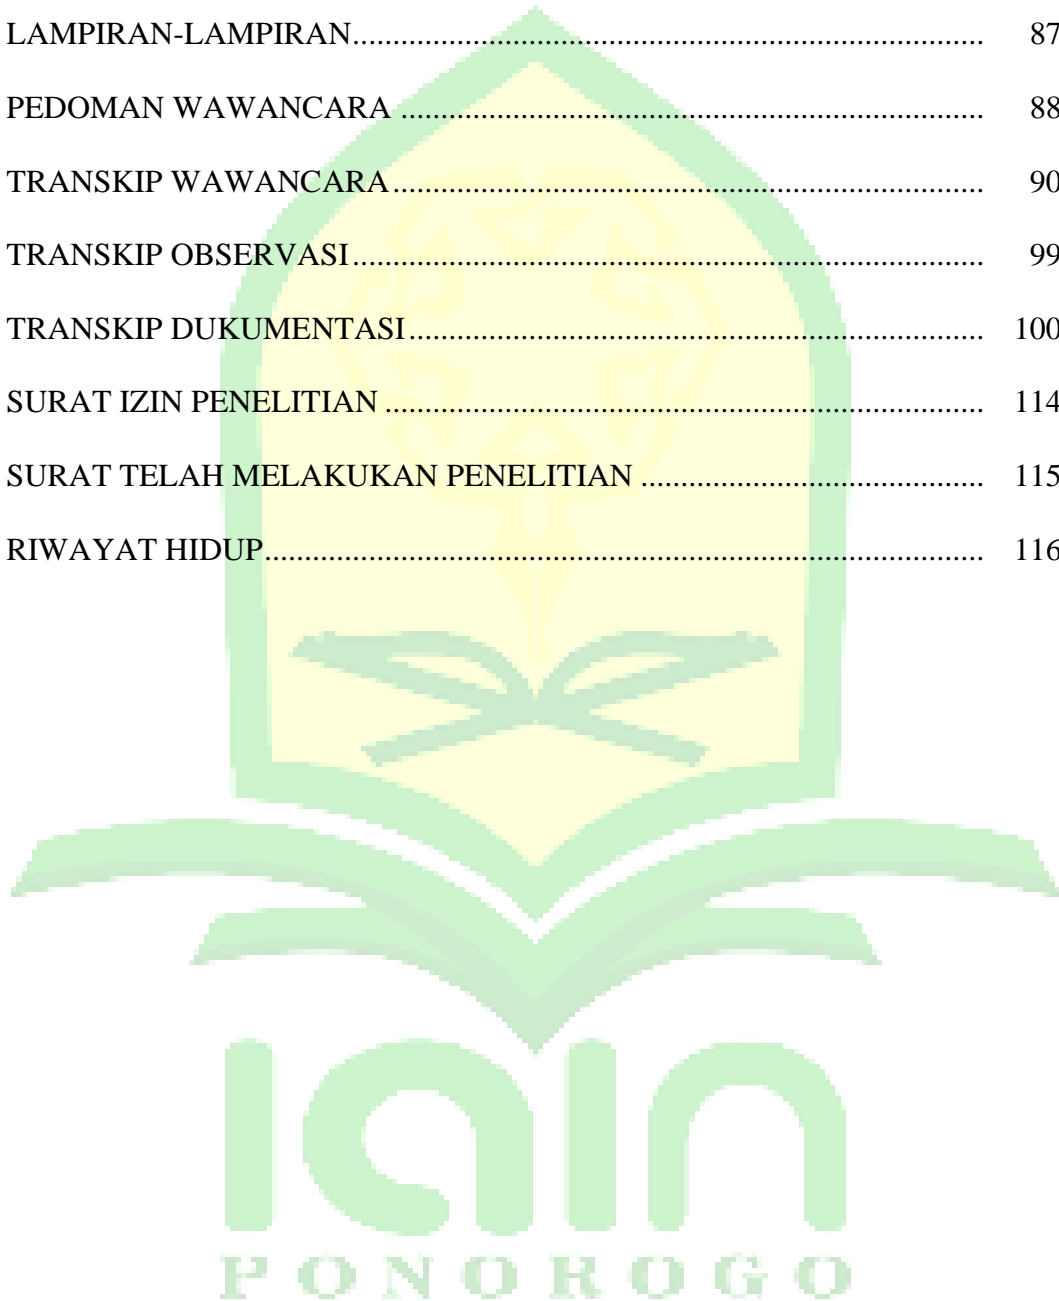 LAMPIRAN-LAMPIRAN.................................................................................... 87
PEDOMAN WAWANCARA .............................................................................. 88
TRANSKIP WAWANCARA............................................................................... 90
TRANSKIP OBSERVASI.................................................................................... 99
TRANSKIP DUKUMENTASI............................................................................. 100
SURAT IZIN PENELITIAN ................................................................................ 114
SURAT TELAH MELAKUKAN PENELITIAN .............................................. 115
RIWAYAT HIDUP................................................................................................ 116
iain
PONOROGO